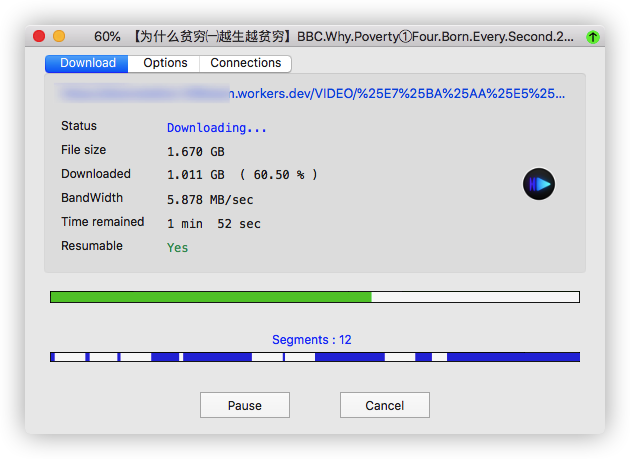 60% 【为什么贫穷㈠越生越贫穷】BBC.Why.Poverty①Four.Born.Every.Second.2...
Download Options Connections
n.workers.dev/VIDEO/%25E7%25BA%25AA%25E5%25...
Status Downloading...
File size 1.670 GB
Downloaded 1.011 GB ( 60.50 % )
BandWidth 5.878 MB/sec
Time remained 1 min 52 sec
Resumable Yes
Segments : 12
Pause Cancel